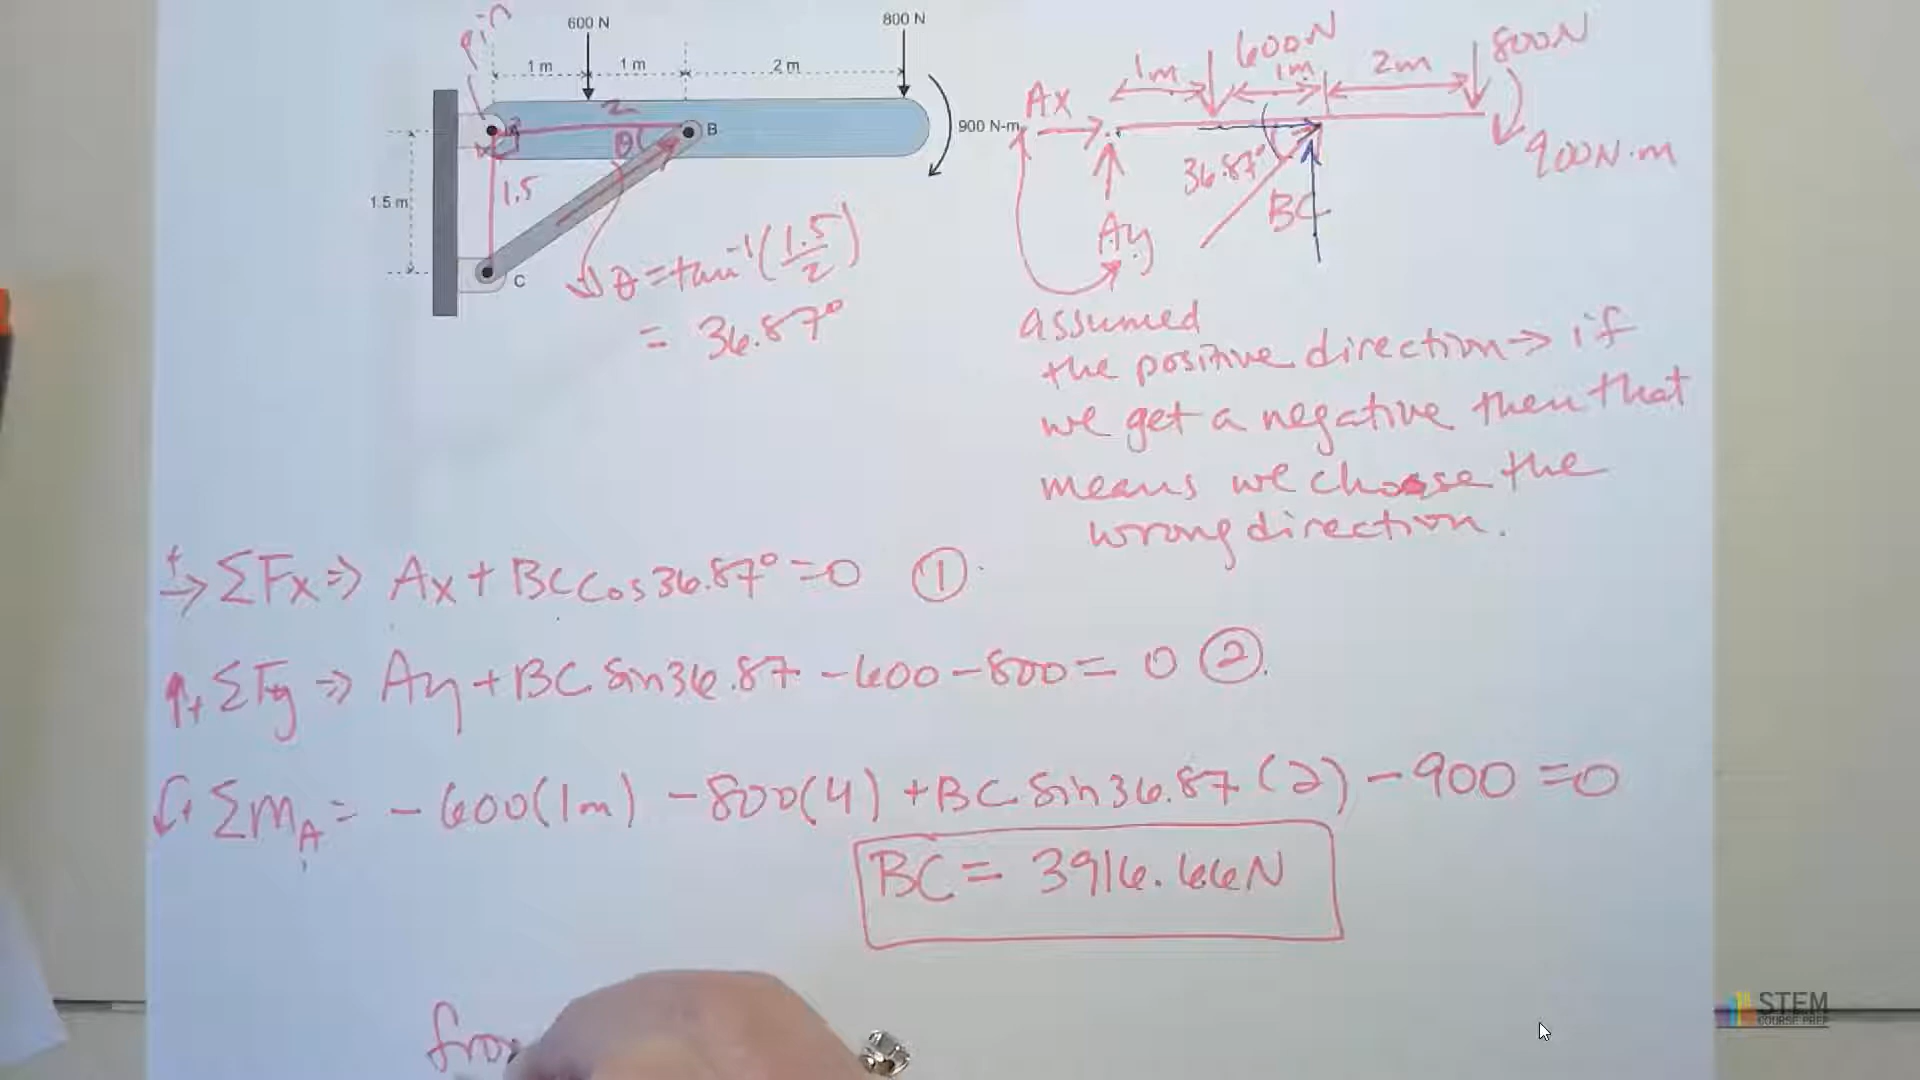 pin
600 N
800 N
1 m
1 m
2 m
2
θ
B
900 N-m
1.5
1.5 m
C
θ = tan⁻¹(1.5/2)
= 36.87°
600N
800N
1m
1m
2m
Ax
900N·m
36.87°
BC
Ay
assumed
the positive direction → if
we get a negative then that
means we choose the
wrong direction.
+→ ΣFx ⇒ Ax + BC cos 36.87° = 0 ①
↑+ ΣFy ⇒ Ay + BC sin 36.87 - 600 - 800 = 0 ②.
+ ΣMA = - 600(1m) - 800(4) + BC sin 36.87 (2) - 900 = 0
BC = 3916.66N
STEM
COURSE PREP